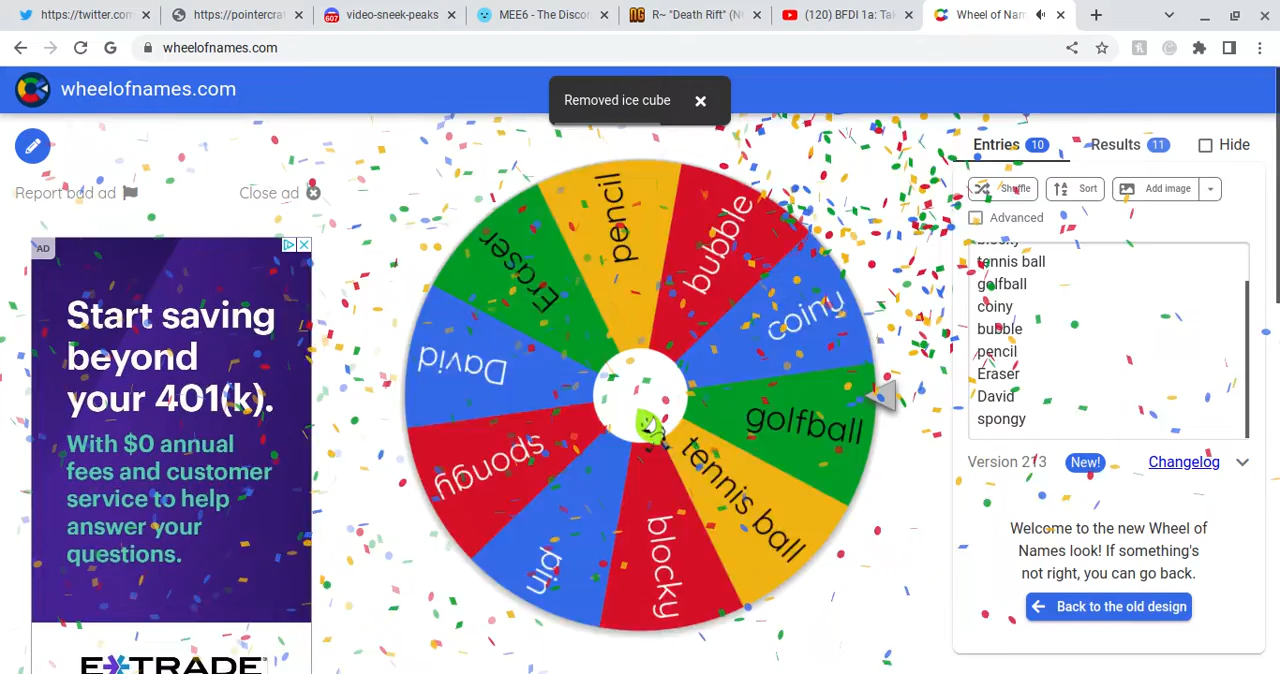 https://twitter.com
https://pointercra
video-sneek-peaks
MEE6 - The Discor
R~ "Death Rift" (N
(120) BFDI 1a: Tak
Wheel of Nam
wheelofnames.com
wheelofnames.com
Removed ice cube
Report bad ad
Close ad
AD
Start saving
beyond
your 401(k).
With $0 annual
fees and customer
service to help
answer your
questions.
E*TRADE
pencil
bubble
coiny
golfball
tennis ball
blocky
pin
spongy
David
Eraser
Entries 10
Results 11
Hide
Shuffle
Sort
Add image
Advanced
blocky
tennis ball
golfball
coiny
bubble
pencil
Eraser
David
spongy
Version 213 New! Changelog
Welcome to the new Wheel of
Names look! If something's
not right, you can go back.
Back to the old design